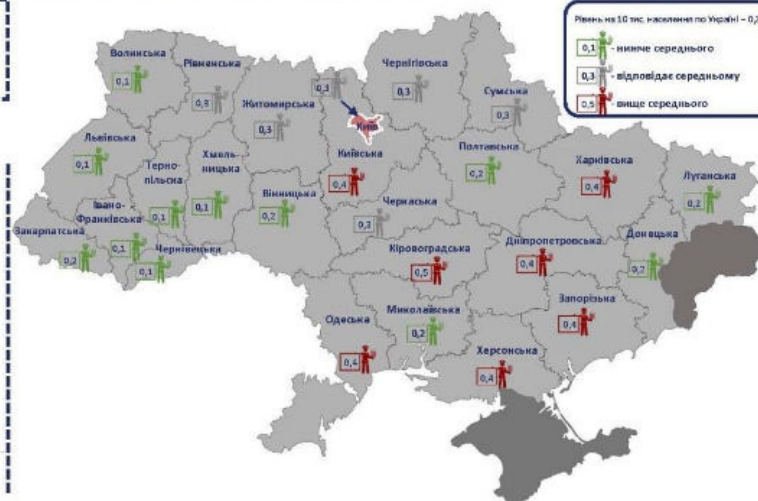 Рівень на 10 тис. населення по Україні – 0,3
0,1 - нижче середнього
0,3 - відповідає середньому
0,5 - вище середнього
Волинська
0,1
Рівненська
0,3
Житомирська
0,3
0,3
Київ
Чернігівська
0,3
Сумська
0,3
Львівська
0,1
Терно-
пільська
0,1
Хмель-
ницька
0,1
Вінницька
0,2
Київська
0,4
Полтавська
0,2
Харківська
0,4
Луганська
0,2
Закарпатська
0,2
Івано-
Франківська
0,1
Чернівецька
0,1
Черкаська
0,3
Кіровоградська
0,5
Дніпропетровська
0,4
Донецька
0,2
Одеська
0,4
Миколаївська
0,2
Херсонська
0,4
Запорізька
0,4